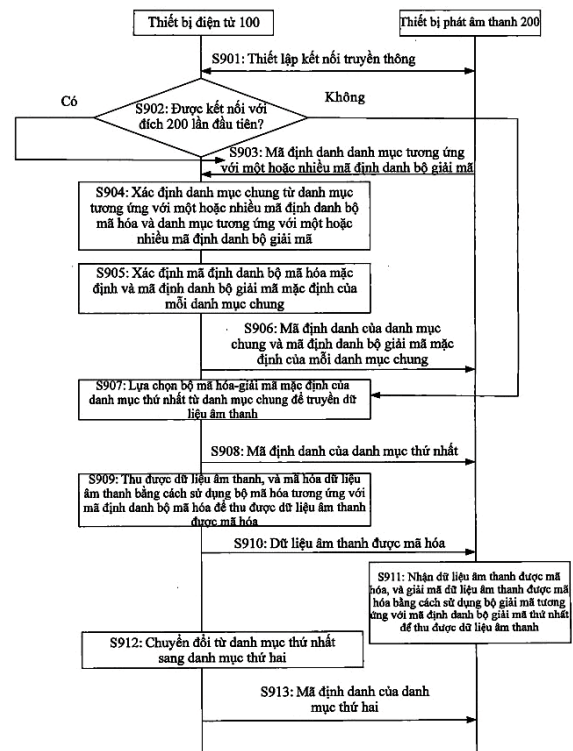 Thiết bị điện tử 100
Thiết bị phát âm thanh 200
S901: Thiết lập kết nối truyền thông
Có
S902: Được kết nối với
đích 200 lần đầu tiên?
Không
S903: Mã định danh danh mục tương ứng
với một hoặc nhiều mã định danh bộ giải mã
S904: Xác định danh mục chung từ danh mục
tương ứng với một hoặc nhiều mã định danh bộ
mã hóa và danh mục tương ứng với một hoặc
nhiều mã định danh bộ giải mã
S905: Xác định mã định danh bộ mã hóa mặc
định và mã định danh bộ giải mã mặc định của
mỗi danh mục chung
S906: Mã định danh của danh mục
chung và mã định danh bộ giải mã mặc
định của mỗi danh mục chung
S907: Lựa chọn bộ mã hóa-giải mã mặc định của
danh mục thứ nhất từ danh mục chung để truyền dữ
liệu âm thanh
S908: Mã định danh của danh mục thứ nhất
S909: Thu được dữ liệu âm thanh, và mã hóa dữ liệu
âm thanh bằng cách sử dụng bộ mã hóa tương ứng với
mã định danh bộ mã hóa để thu được dữ liệu âm thanh
được mã hóa
S910: Dữ liệu âm thanh được mã hóa
S911: Nhận dữ liệu âm thanh được mã
hóa, và giải mã dữ liệu âm thanh được mã
hóa bằng cách sử dụng bộ giải mã tương
ứng với mã định danh bộ giải mã thứ nhất
để thu được dữ liệu âm thanh
S912: Chuyển đổi từ danh mục thứ nhất
sang danh mục thứ hai
S913: Mã định danh của danh
mục thứ hai